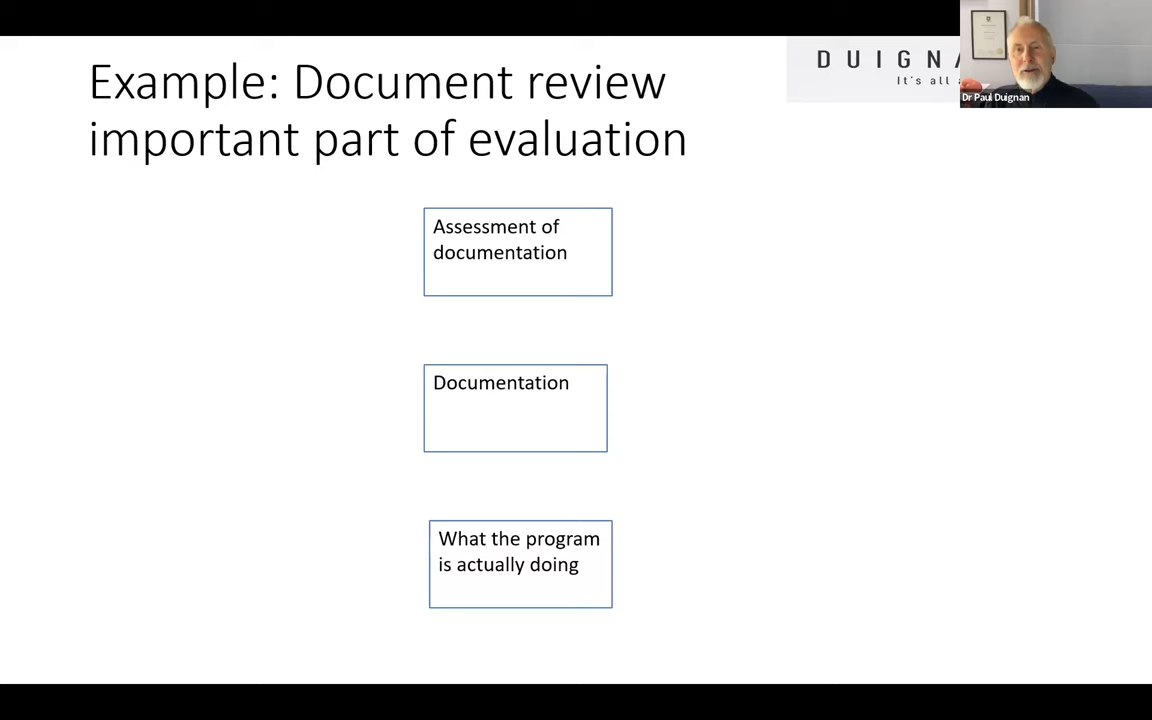 Example: Document review
important part of evaluation
DUIGN
It's all
Dr Paul Duignan
Assessment of
documentation
Documentation
What the program
is actually doing